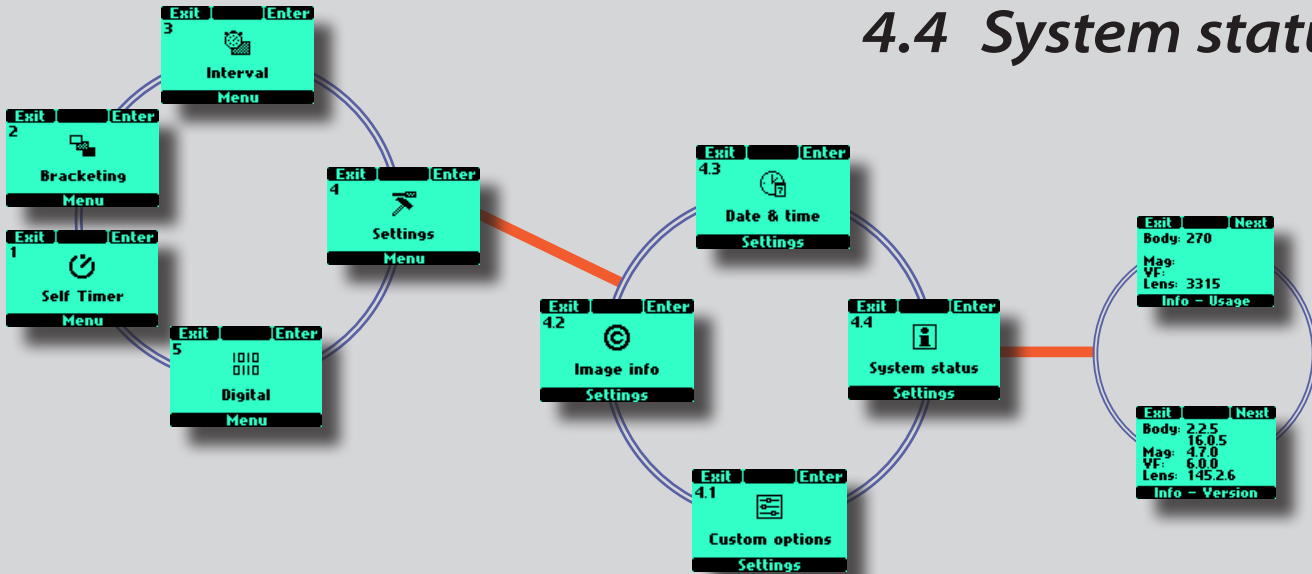 4.4 System statu
Exit Enter
3
Interval
Menu
Exit Enter
2
Bracketing
Menu
Exit Enter
1
Self Timer
Menu
Exit Enter
5
1010
0110
Digital
Menu
Exit Enter
4
Settings
Menu
Exit Enter
4.3
Date & time
Settings
Exit Enter
4.2
©
Image info
Settings
Exit Enter
4.1
Custom options
Settings
Exit Enter
4.4
i
System status
Settings
Exit Next
Body: 270
Mag:
VF:
Lens: 3315
Info - Usage
Exit Next
Body: 2.2.5
16.0.5
Mag: 4.7.0
VF: 6.0.0
Lens: 145.2.6
Info - Version